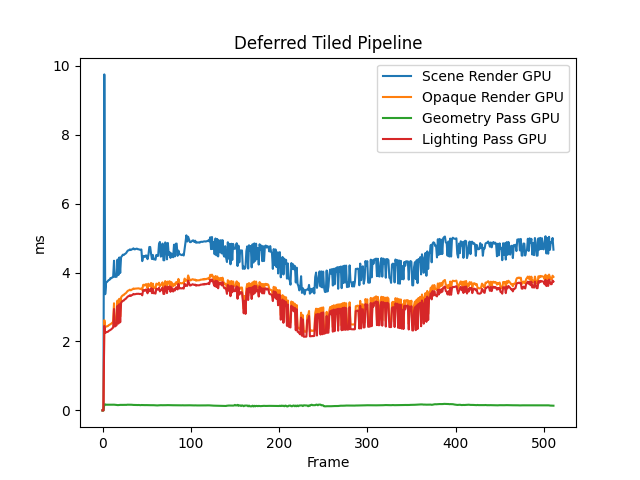 Deferred Tiled Pipeline
Scene Render GPU
Opaque Render GPU
Geometry Pass GPU
Lighting Pass GPU
10
8
6
4
2
0
ms
0 100 200 300 400 500
Frame